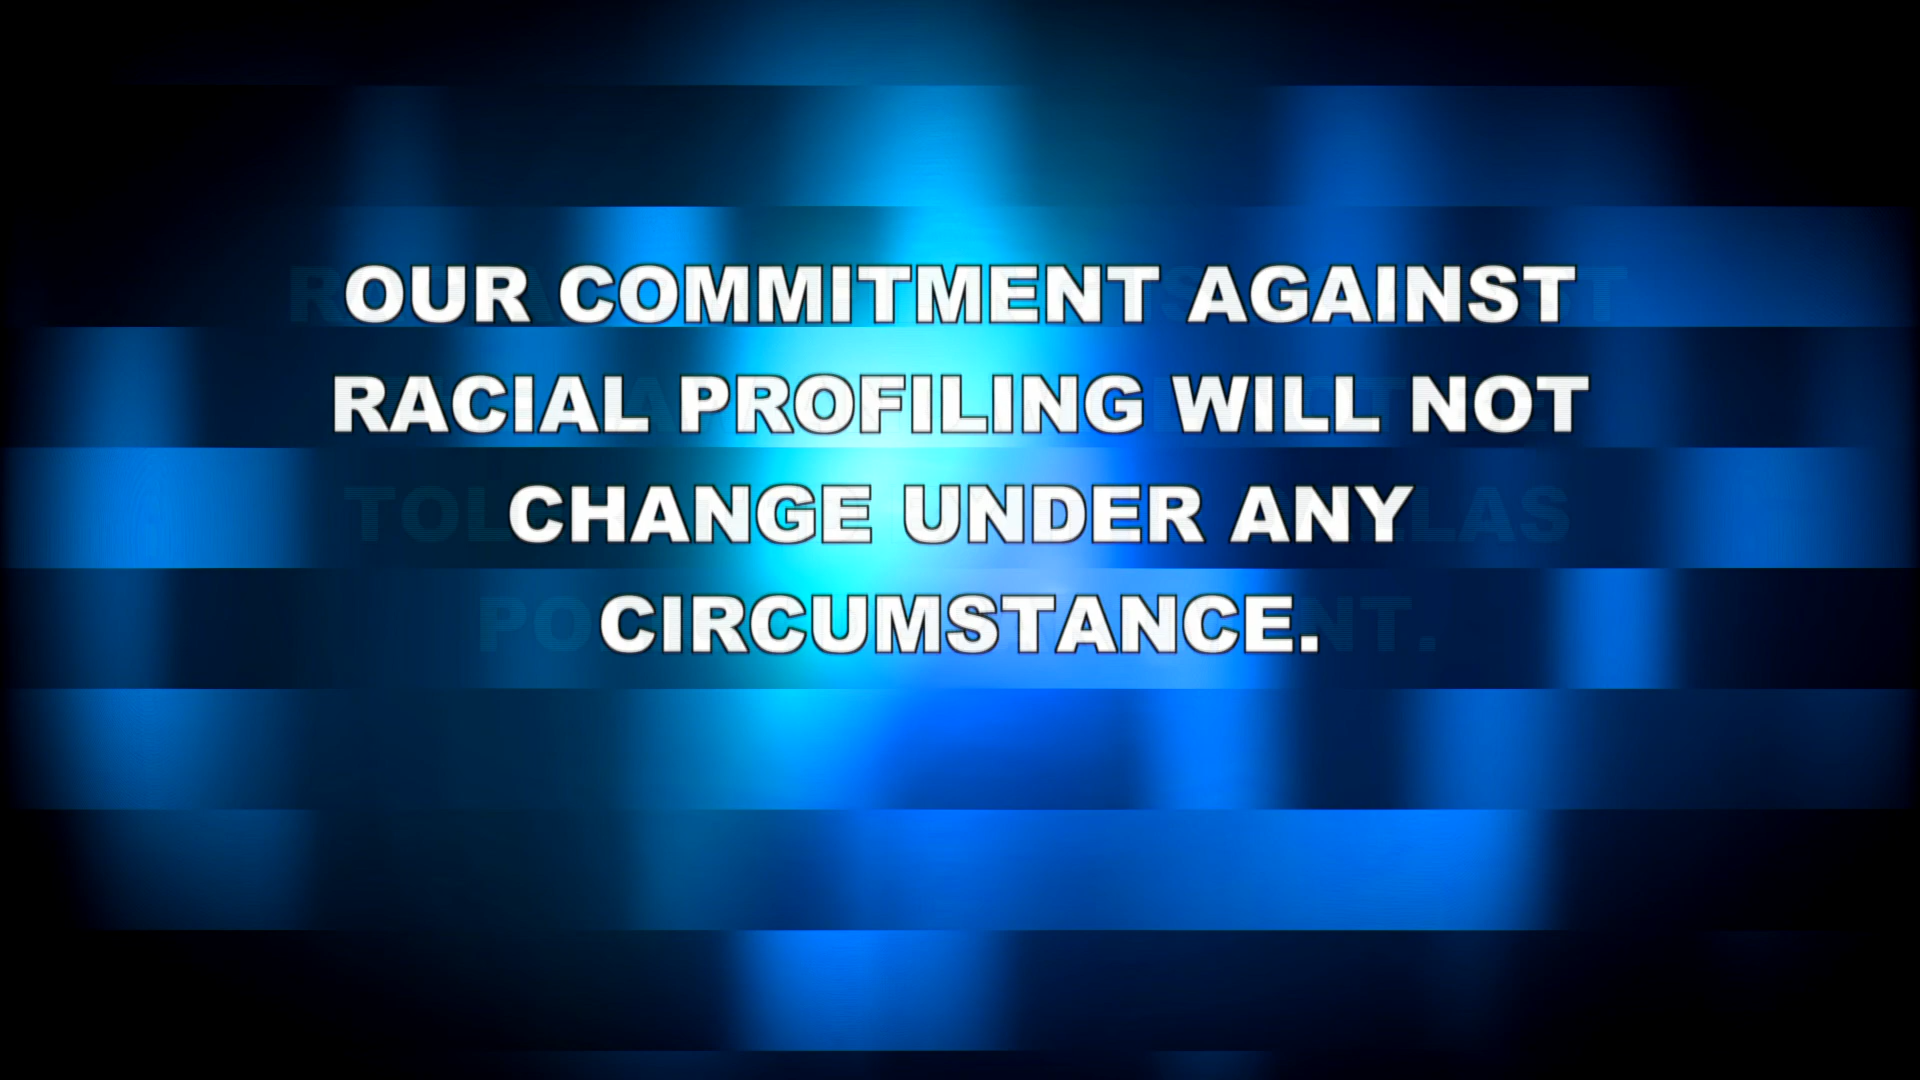 OUR COMMITMENT AGAINST
RACIAL PROFILING WILL NOT
CHANGE UNDER ANY
CIRCUMSTANCE.